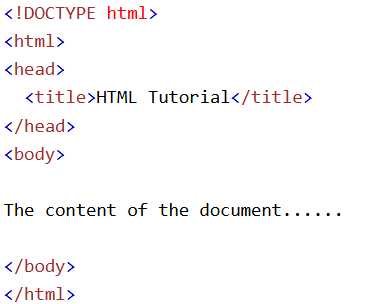 <!DOCTYPE html>
<html>
<head>
  <title>HTML Tutorial</title>
</head>
<body>

The content of the document......

</body>
</html>